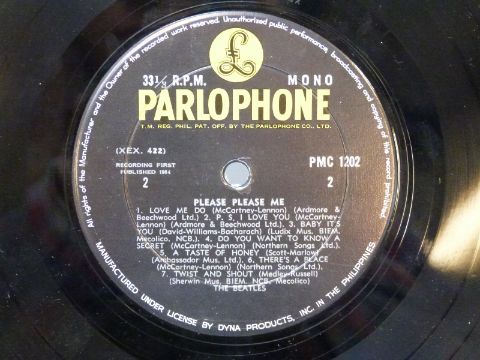 All rights of the Manufacturer and the Owner of the recorded work reserved. Unauthorized public performance, broadcasting and copying of this record prohibited.
£
33⅓ R.P.M. MONO
PARLOPHONE
T.M. REG. PHIL. PAT. OFF. BY THE PARLOPHONE CO., LTD.
(XEX. 422)
RECORDING FIRST
PUBLISHED 1964
PMC 1202
2 2
PLEASE PLEASE ME
1. LOVE ME DO (McCartney-Lennon) (Ardmore &
Beechwood Ltd.) 2. P. S. I LOVE YOU (McCartney-
Lennon) (Ardmore & Beechwood Ltd.) 3. BABY IT'S
YOU (David-Williams-Bacharach) (Ludix Mus. BIEM,
Mecolico, NCB.) 4. DO YOU WANT TO KNOW A
SECRET (McCartney-Lennon) (Northern Songs Ltd.)
5. A TASTE OF HONEY (Scott-Marlow)
(Ambassador Mus. Ltd.) 6. THERE'S A PLACE
(McCartney-Lennon) (Northern Songs Ltd.)
7. TWIST AND SHOUT (Medley-Russell)
(Sherwin Mus. BIEM, NCB, Mecolico)
THE BEATLES
MANUFACTURED UNDER LICENSE BY DYNA PRODUCTS, INC. IN THE PHILIPPINES